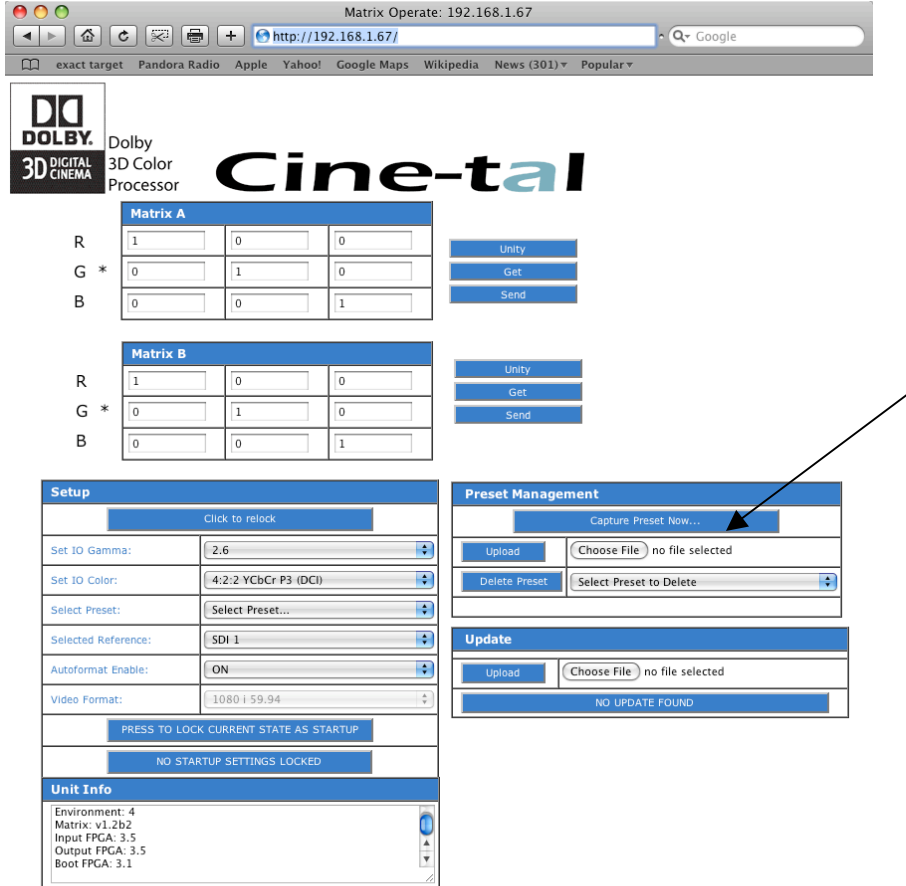 Matrix Operate: 192.168.1.67
http://192.168.1.67/
Google
exact target Pandora Radio Apple Yahoo! Google Maps Wikipedia News (301) Popular
DOLBY.
3D DIGITAL CINEMA
Dolby
3D Color
Processor
Cine-tal
Matrix A
R 1 0 0
G * 0 1 0
B 0 0 1
Unity
Get
Send
Matrix B
R 1 0 0
G * 0 1 0
B 0 0 1
Unity
Get
Send
Setup
Click to relock
Set IO Gamma: 2.6
Set IO Color: 4:2:2 YCbCr P3 (DCI)
Select Preset: Select Preset...
Selected Reference: SDI 1
Autoformat Enable: ON
Video Format: 1080 i 59.94
PRESS TO LOCK CURRENT STATE AS STARTUP
NO STARTUP SETTINGS LOCKED
Unit Info
Environment: 4
Matrix: v1.2b2
Input FPGA: 3.5
Output FPGA: 3.5
Boot FPGA: 3.1
Preset Management
Capture Preset Now...
Upload Choose File no file selected
Delete Preset Select Preset to Delete
Update
Upload Choose File no file selected
NO UPDATE FOUND